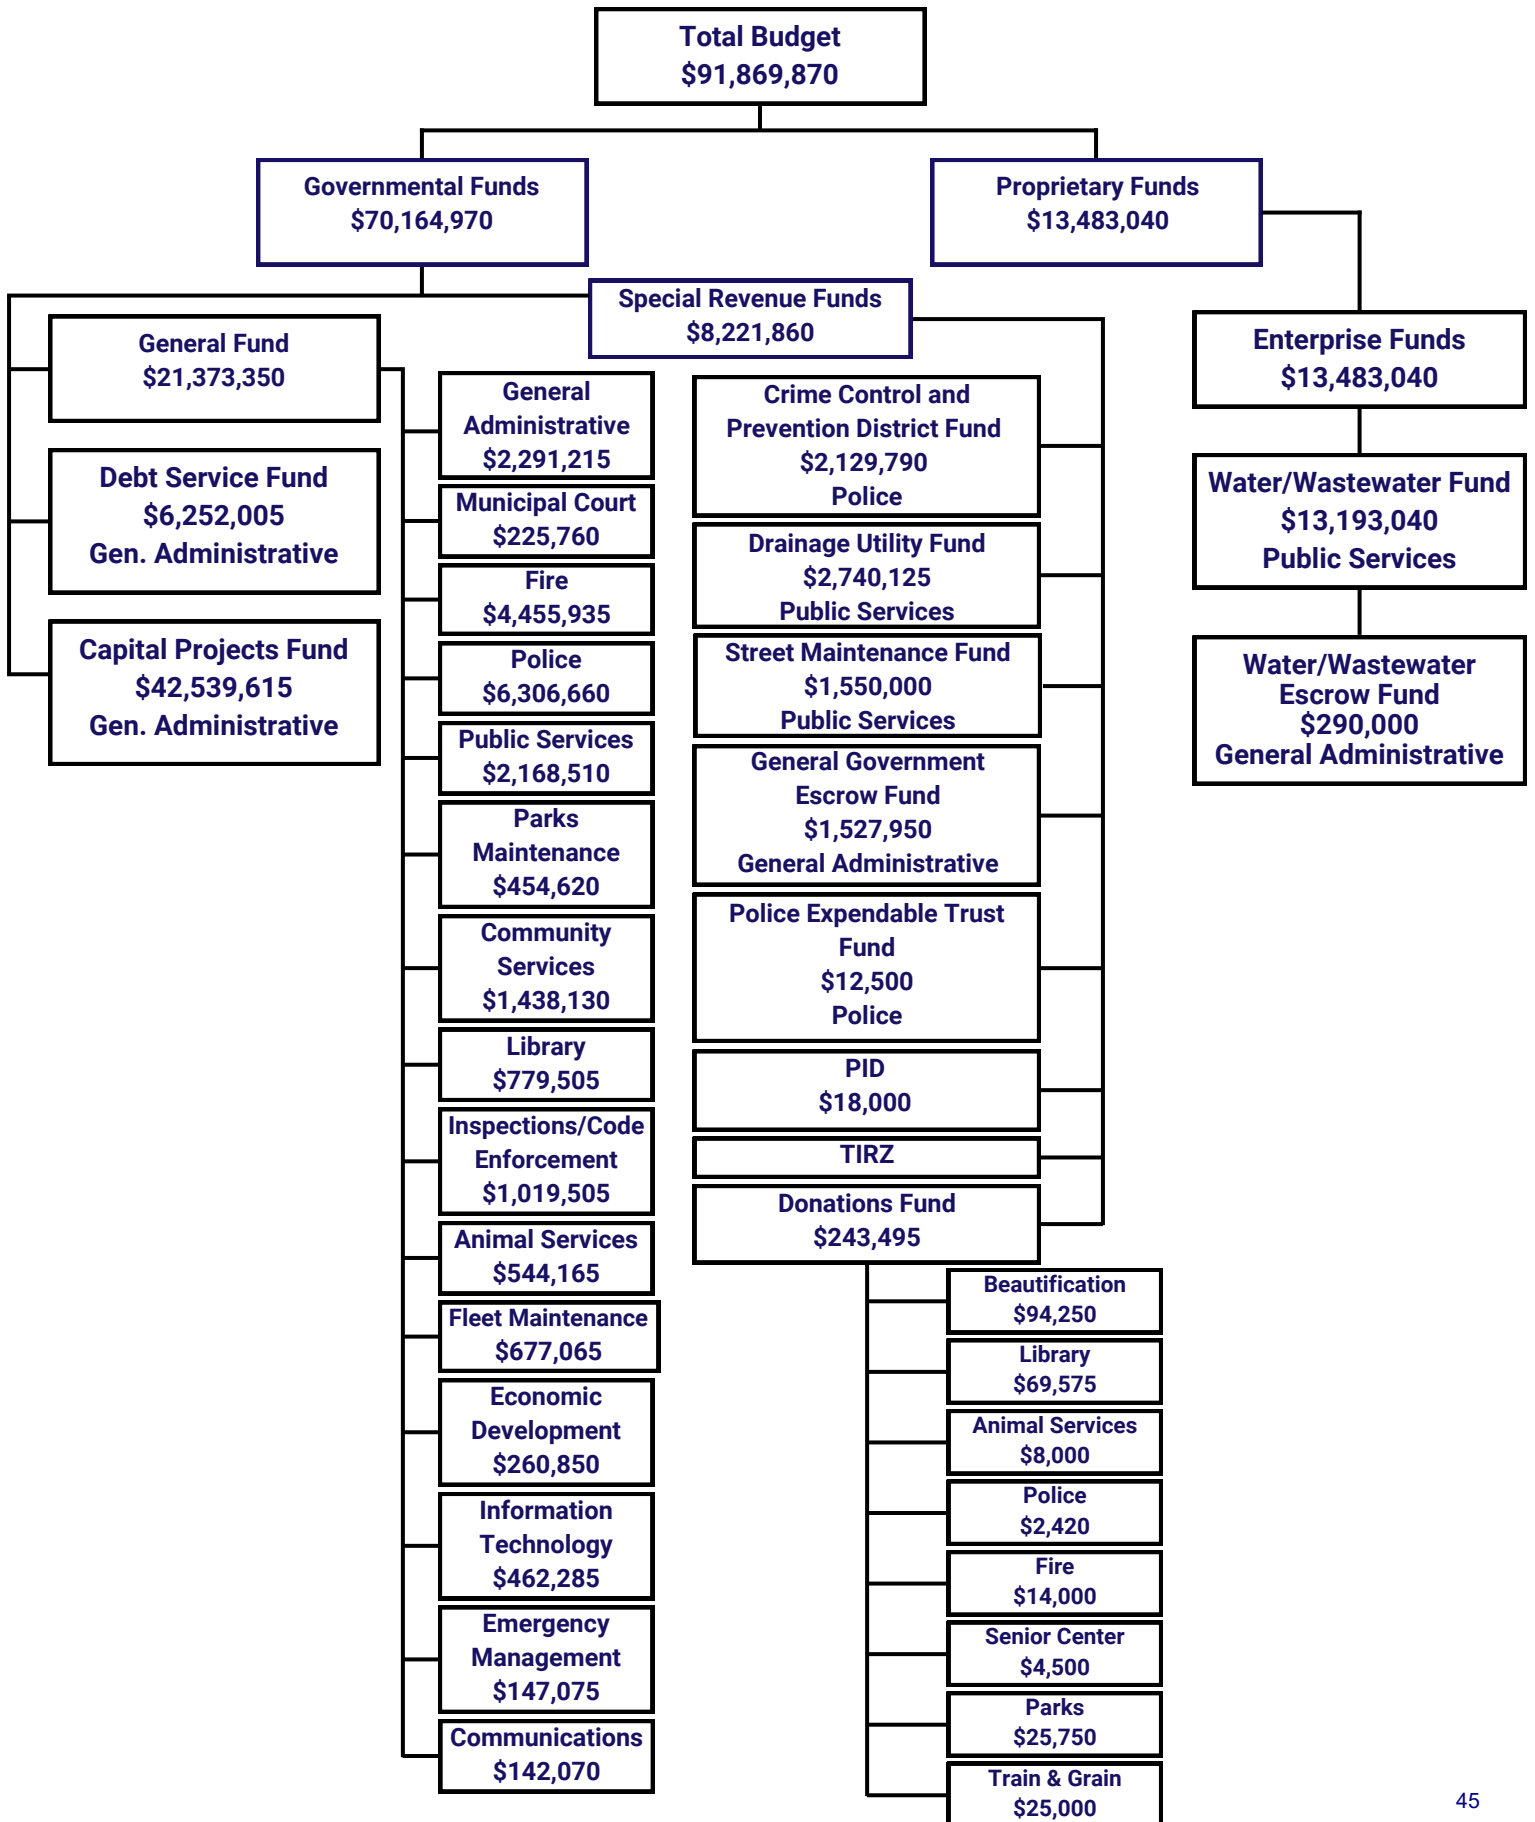 Total Budget
$91,869,870
Governmental Funds
$70,164,970
Proprietary Funds
$13,483,040
Special Revenue Funds
$8,221,860
General Fund
$21,373,350
Debt Service Fund
$6,252,005
Gen. Administrative
Capital Projects Fund
$42,539,615
Gen. Administrative
General
Administrative
$2,291,215
Municipal Court
$225,760
Fire
$4,455,935
Police
$6,306,660
Public Services
$2,168,510
Parks
Maintenance
$454,620
Community
Services
$1,438,130
Library
$779,505
Inspections/Code
Enforcement
$1,019,505
Animal Services
$544,165
Fleet Maintenance
$677,065
Economic
Development
$260,850
Information
Technology
$462,285
Emergency
Management
$147,075
Communications
$142,070
Crime Control and
Prevention District Fund
$2,129,790
Police
Drainage Utility Fund
$2,740,125
Public Services
Street Maintenance Fund
$1,550,000
Public Services
General Government
Escrow Fund
$1,527,950
General Administrative
Police Expendable Trust
Fund
$12,500
Police
PID
$18,000
TIRZ
Donations Fund
$243,495
Beautification
$94,250
Library
$69,575
Animal Services
$8,000
Police
$2,420
Fire
$14,000
Senior Center
$4,500
Parks
$25,750
Train & Grain
$25,000
Enterprise Funds
$13,483,040
Water/Wastewater Fund
$13,193,040
Public Services
Water/Wastewater
Escrow Fund
$290,000
General Administrative
45